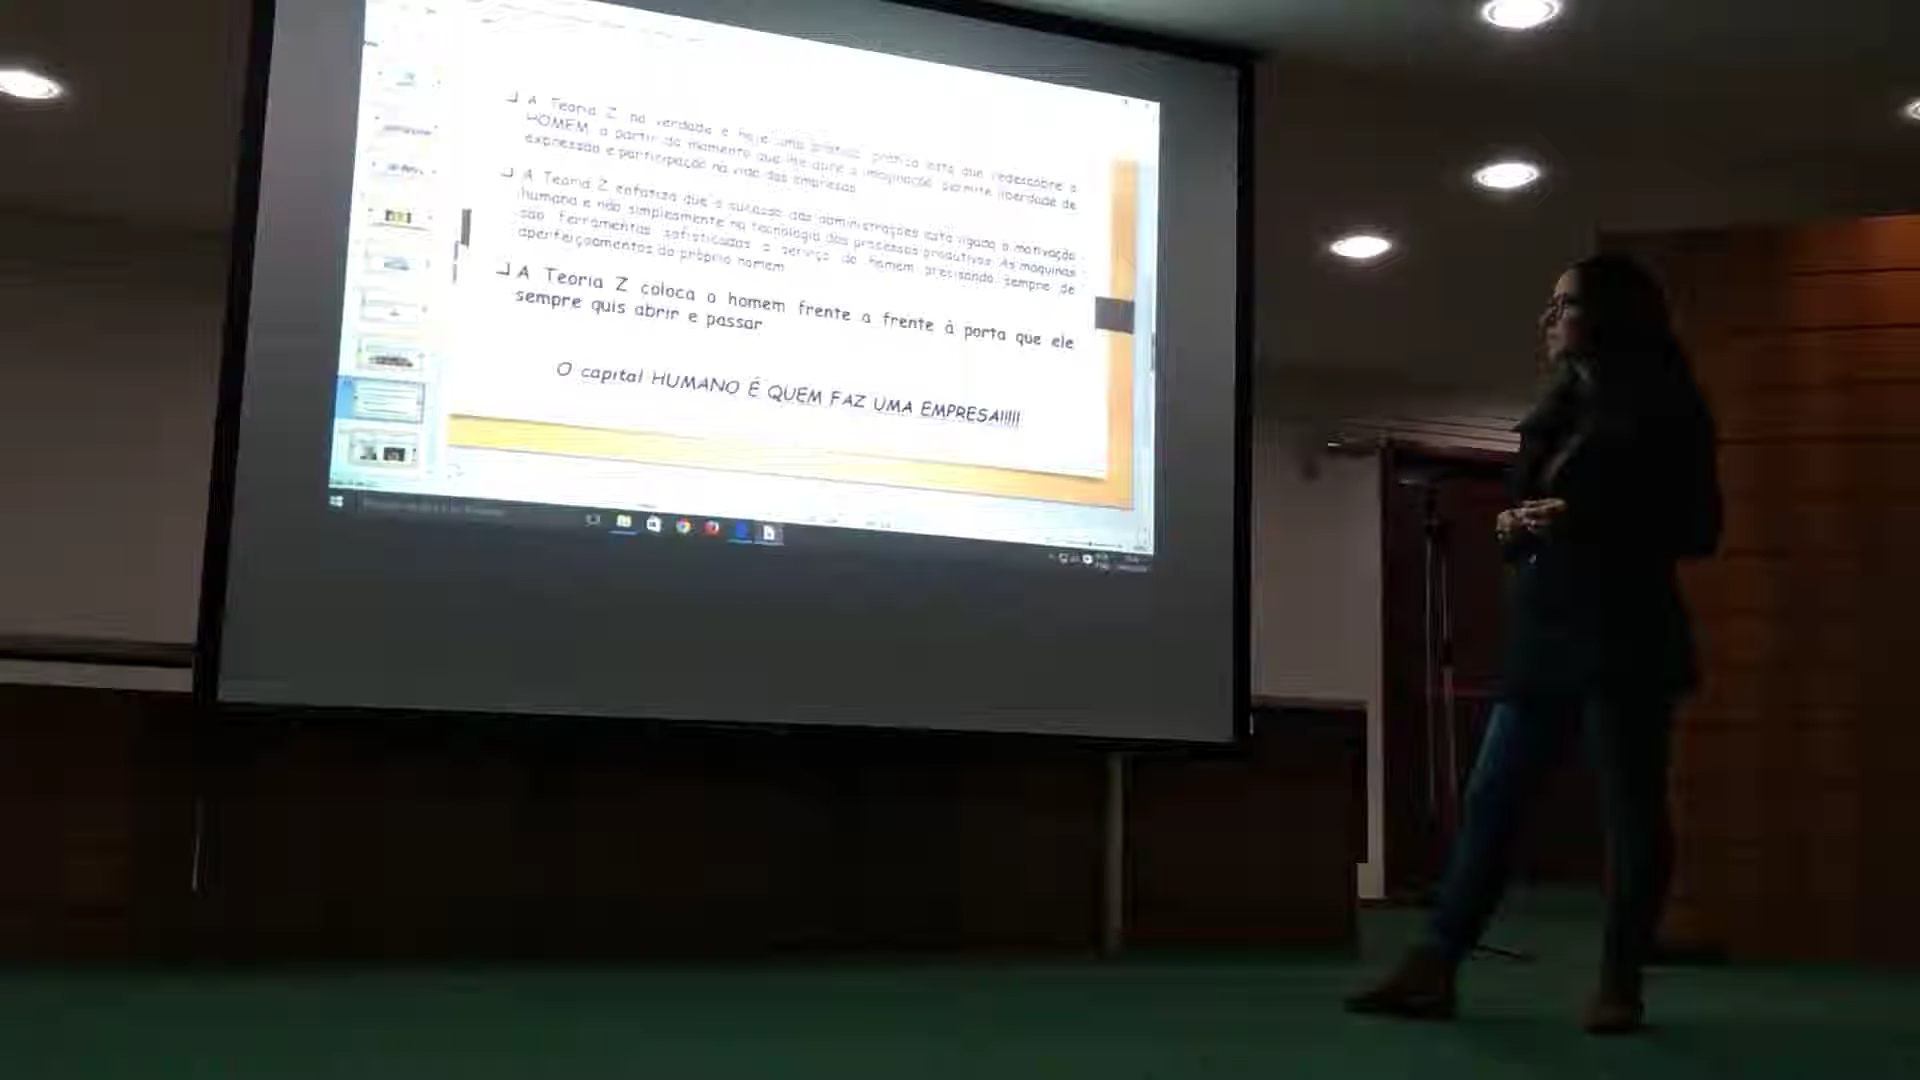 A Teoria Z na verdade é hoje uma prática, prática esta que redescobre o
HOMEM, a partir do momento que lhe abre a imaginação, permite liberdade de
expressão e participação na vida das empresas
A Teoria Z enfatiza que o sucesso das administrações está ligado a motivação
humana e não simplesmente na tecnologia dos processos produtivos. As máquinas
são ferramentas sofisticadas a serviço do homem precisando sempre de
aperfeiçoamentos do próprio homem
A Teoria Z coloca o homem frente a frente à porta que ele
sempre quis abrir e passar
O capital HUMANO É QUEM FAZ UMA EMPRESA!!!!!